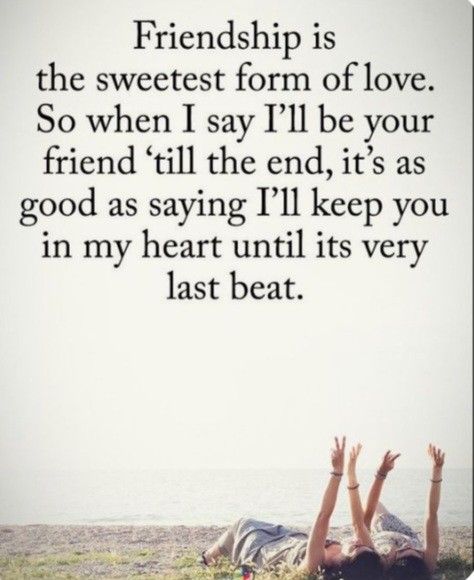 Friendship is
the sweetest form of love.
So when I say I’ll be your
friend ‘till the end, it’s as
good as saying I’ll keep you
in my heart until its very
last beat.